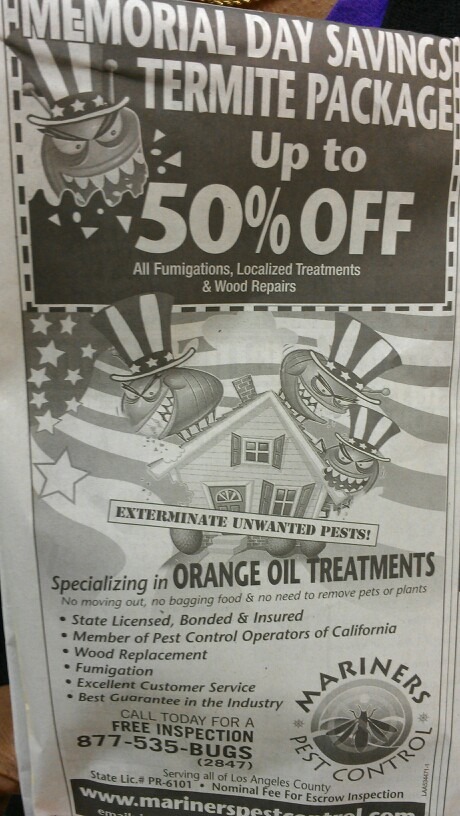 MEMORIAL DAY SAVINGS
TERMITE PACKAGE
Up to
50% OFF
All Fumigations, Localized Treatments
& Wood Repairs
EXTERMINATE UNWANTED PESTS!
Specializing in ORANGE OIL TREATMENTS
No moving out, no bagging food & no need to remove pets or plants
• State Licensed, Bonded & Insured
• Member of Pest Control Operators of California
• Wood Replacement
• Fumigation
• Excellent Customer Service
• Best Guarantee in the Industry
MARINERS
PEST CONTROL
CALL TODAY FOR A
FREE INSPECTION
877-535-BUGS
(2847)
Serving all of Los Angeles County
State Lic.# PR-6101 • Nominal Fee For Escrow Inspection
www.marinerspestcontrol.com